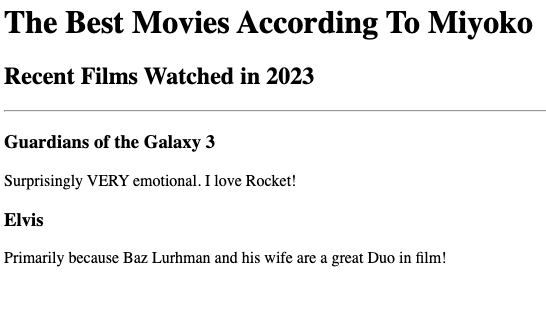 The Best Movies According To Miyoko
Recent Films Watched in 2023
Guardians of the Galaxy 3
Surprisingly VERY emotional. I love Rocket!
Elvis
Primarily because Baz Lurhman and his wife are a great Duo in film!